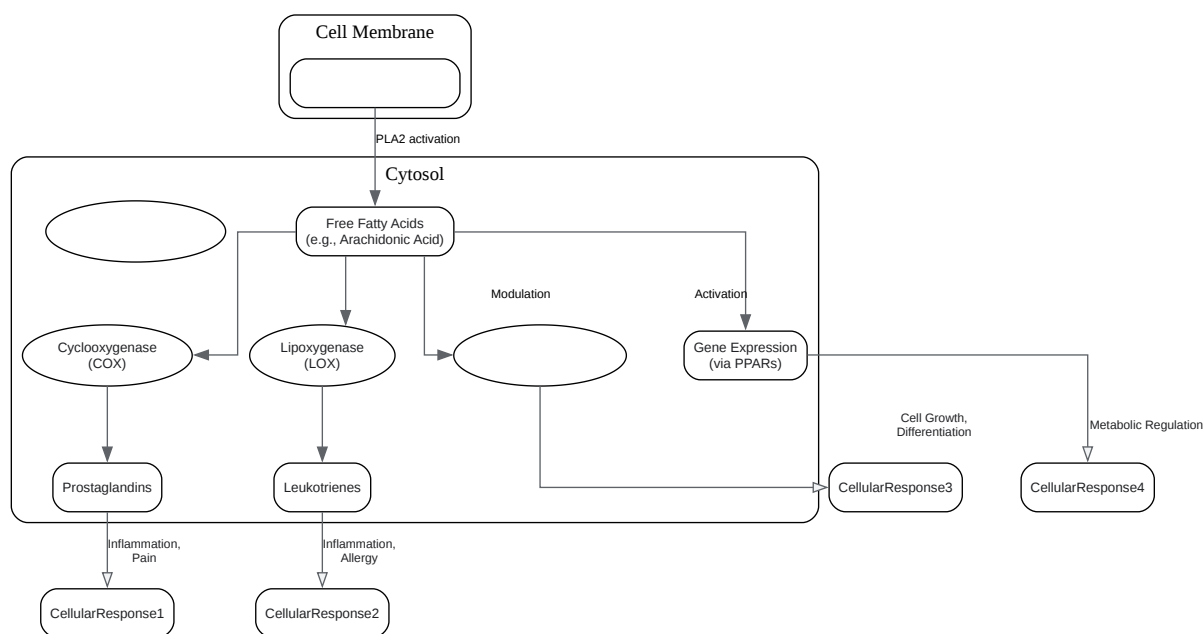 Cell Membrane
PLA2 activation
Cytosol
Free Fatty Acids
(e.g., Arachidonic Acid)
Modulation
Activation
Cyclooxygenase
(COX)
Lipoxygenase
(LOX)
Gene Expression
(via PPARs)
Cell Growth,
Differentiation
Metabolic Regulation
Prostaglandins
Leukotrienes
CellularResponse3
CellularResponse4
Inflammation,
Pain
Inflammation,
Allergy
CellularResponse1
CellularResponse2